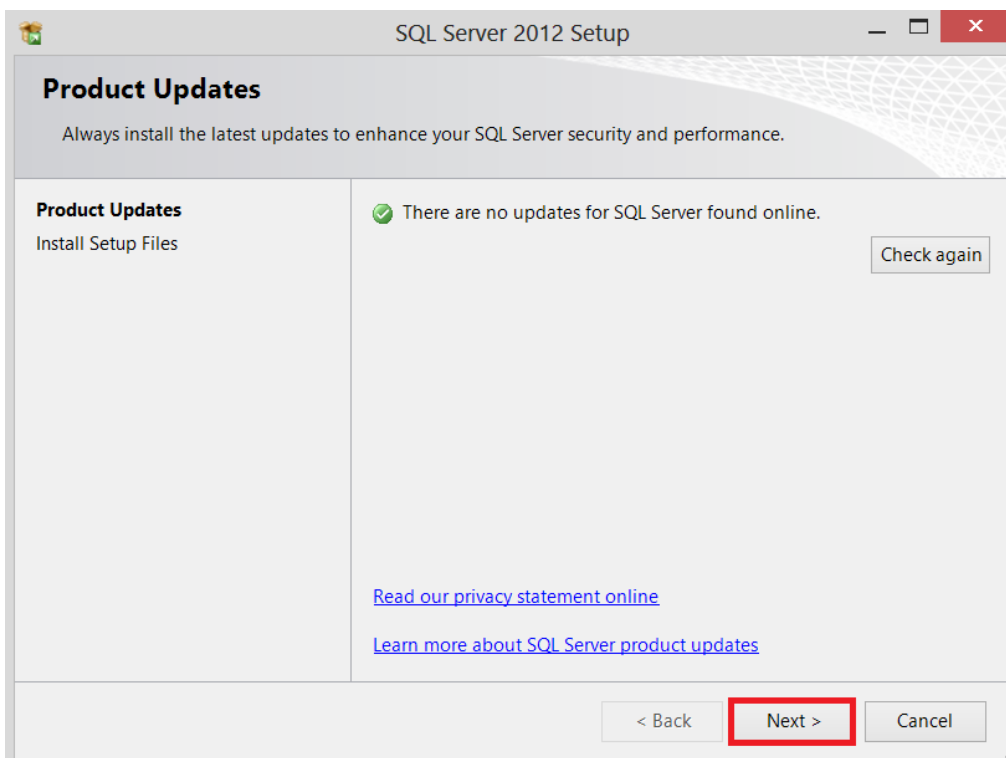 SQL Server 2012 Setup
Product Updates
Always install the latest updates to enhance your SQL Server security and performance.
Product Updates
Install Setup Files
There are no updates for SQL Server found online.
Check again
Read our privacy statement online
Learn more about SQL Server product updates
< Back
Next >
Cancel